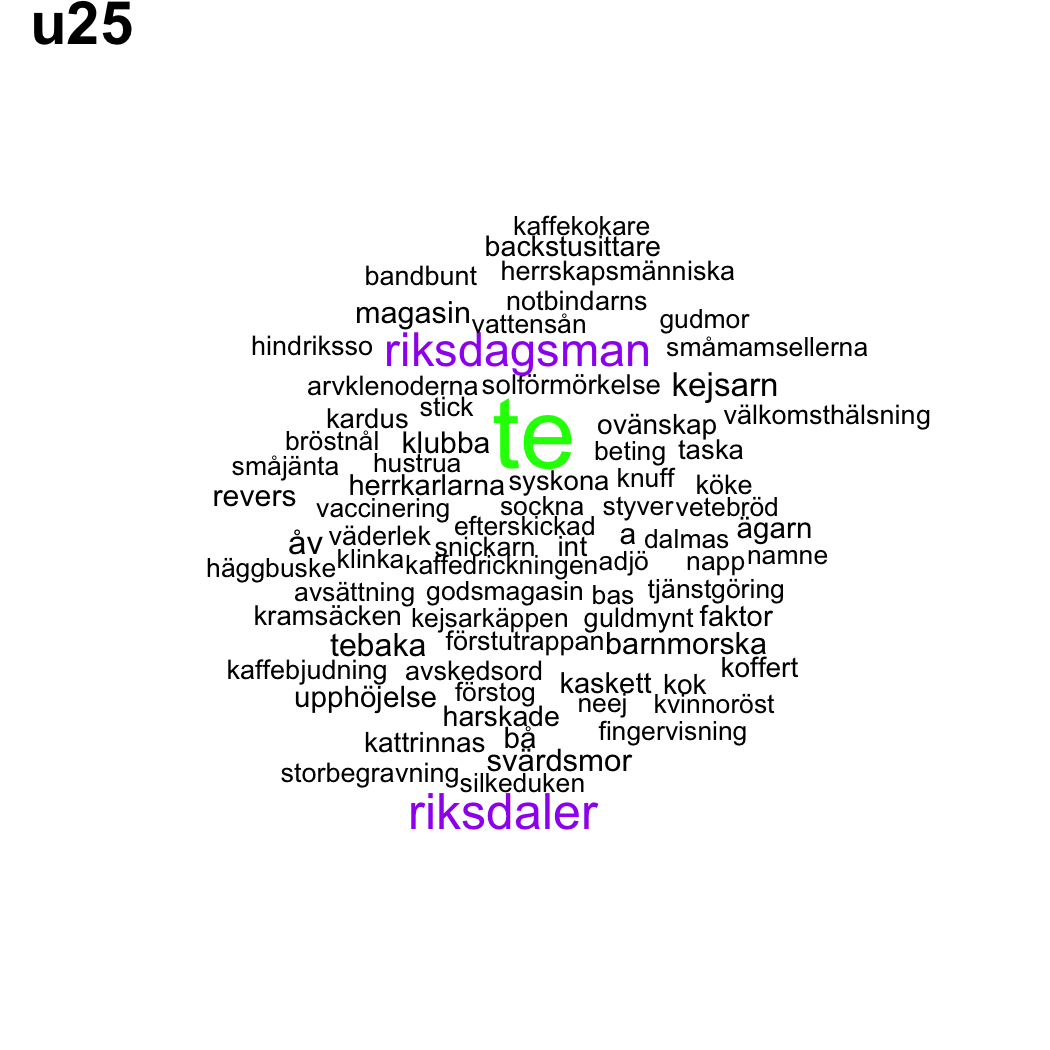 u25
kaffekokare
backstusittare
bandbunt herrskapsmänniska
notbindarns
magasin vattensån gudmor
hindriksso riksdagsman småmamsellerna
arvklenoderna solförmörkelse kejsarn
kardus stick te ovänskap välkomsthälsning
bröstnål klubba beting taska
småjänta hustrua
herrkarlarna syskona knuff köke
revers vaccinering sockna styver vetebröd
efterskickad
åv väderlek snickarn int a dalmas ägarn
häggbuske klinka kaffedrickningen adjö napp namne
avsättning godsmagasin bas tjänstgöring
kramsäcken kejsarkäppen guldmynt faktor
tebaka förstutrappan barnmorska
kaffebjudning avskedsord koffert
upphöjelse förstog kaskett kok
harskade neej kvinnoröst
kattrinnas bå fingervisning
svärdsmor
storbegravning silkeduken
riksdaler